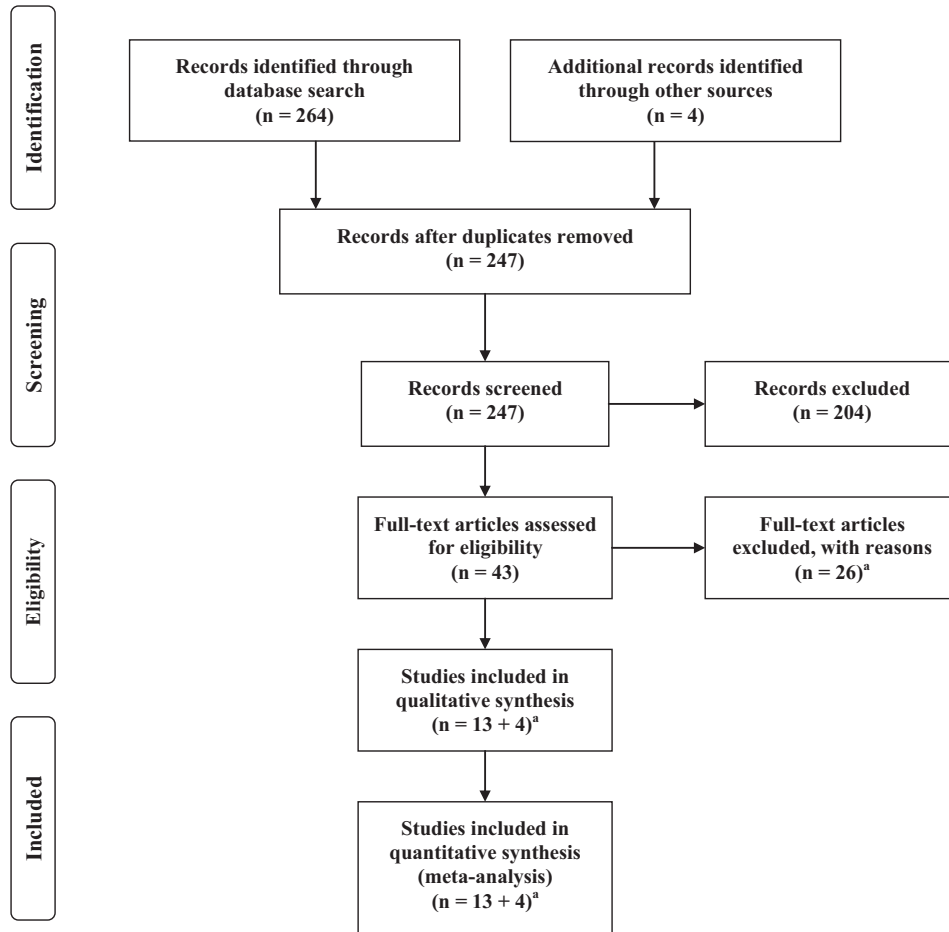 Identification
Records identified through
database search
(n = 264)
Additional records identified
through other sources
(n = 4)
Records after duplicates removed
(n = 247)
Screening
Records screened
(n = 247)
Records excluded
(n = 204)
Eligibility
Full-text articles assessed
for eligibility
(n = 43)
Full-text articles
excluded, with reasons
(n = 26)ᵃ
Studies included in
qualitative synthesis
(n = 13 + 4)ᵃ
Included
Studies included in
quantitative synthesis
(meta-analysis)
(n = 13 + 4)ᵃ